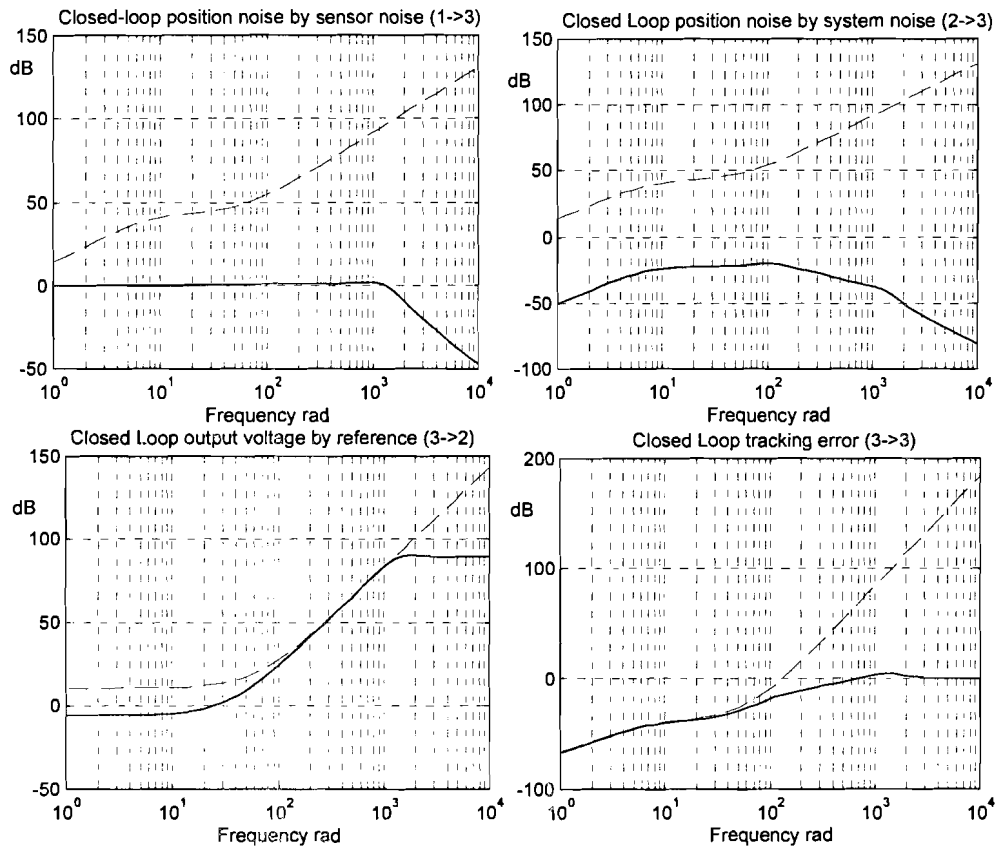 Closed-loop position noise by sensor noise (1->3)
150
dB
100
50
0
-50
10^0 10^1 10^2 10^3 10^4
Frequency rad
Closed Loop position noise by system noise (2->3)
150
dB
100
50
0
-50
-100
10^0 10^1 10^2 10^3 10^4
Frequency rad
Closed Loop output voltage by reference (3->2)
150
dB
100
50
0
-50
10^0 10^1 10^2 10^3 10^4
Frequency rad
Closed Loop tracking error (3->3)
200
dB
100
0
-100
10^0 10^1 10^2 10^3 10^4
Frequency rad